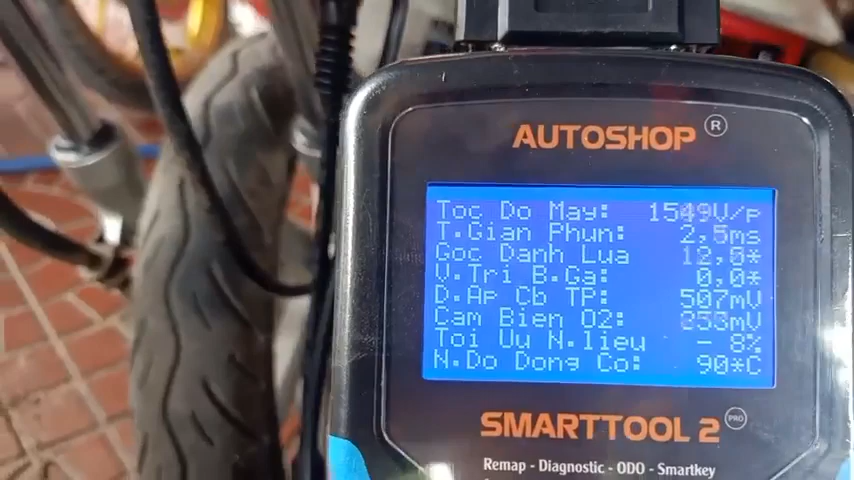 AUTOSHOP ®
Toc Do May: 1549V/p
T.Gian Phun: 2,5ms
Goc Danh Lua 12,0*
V.Tri B.Ga: 0,0*
D.Ap Cb TP: 507mV
Cam Bien O2: mV
Toi Uu N.lieu - 8%
N.Do Dong Co: 90*C
SMARTTOOL 2 PRO
Remap - Diagnostic - ODO - Smartkey